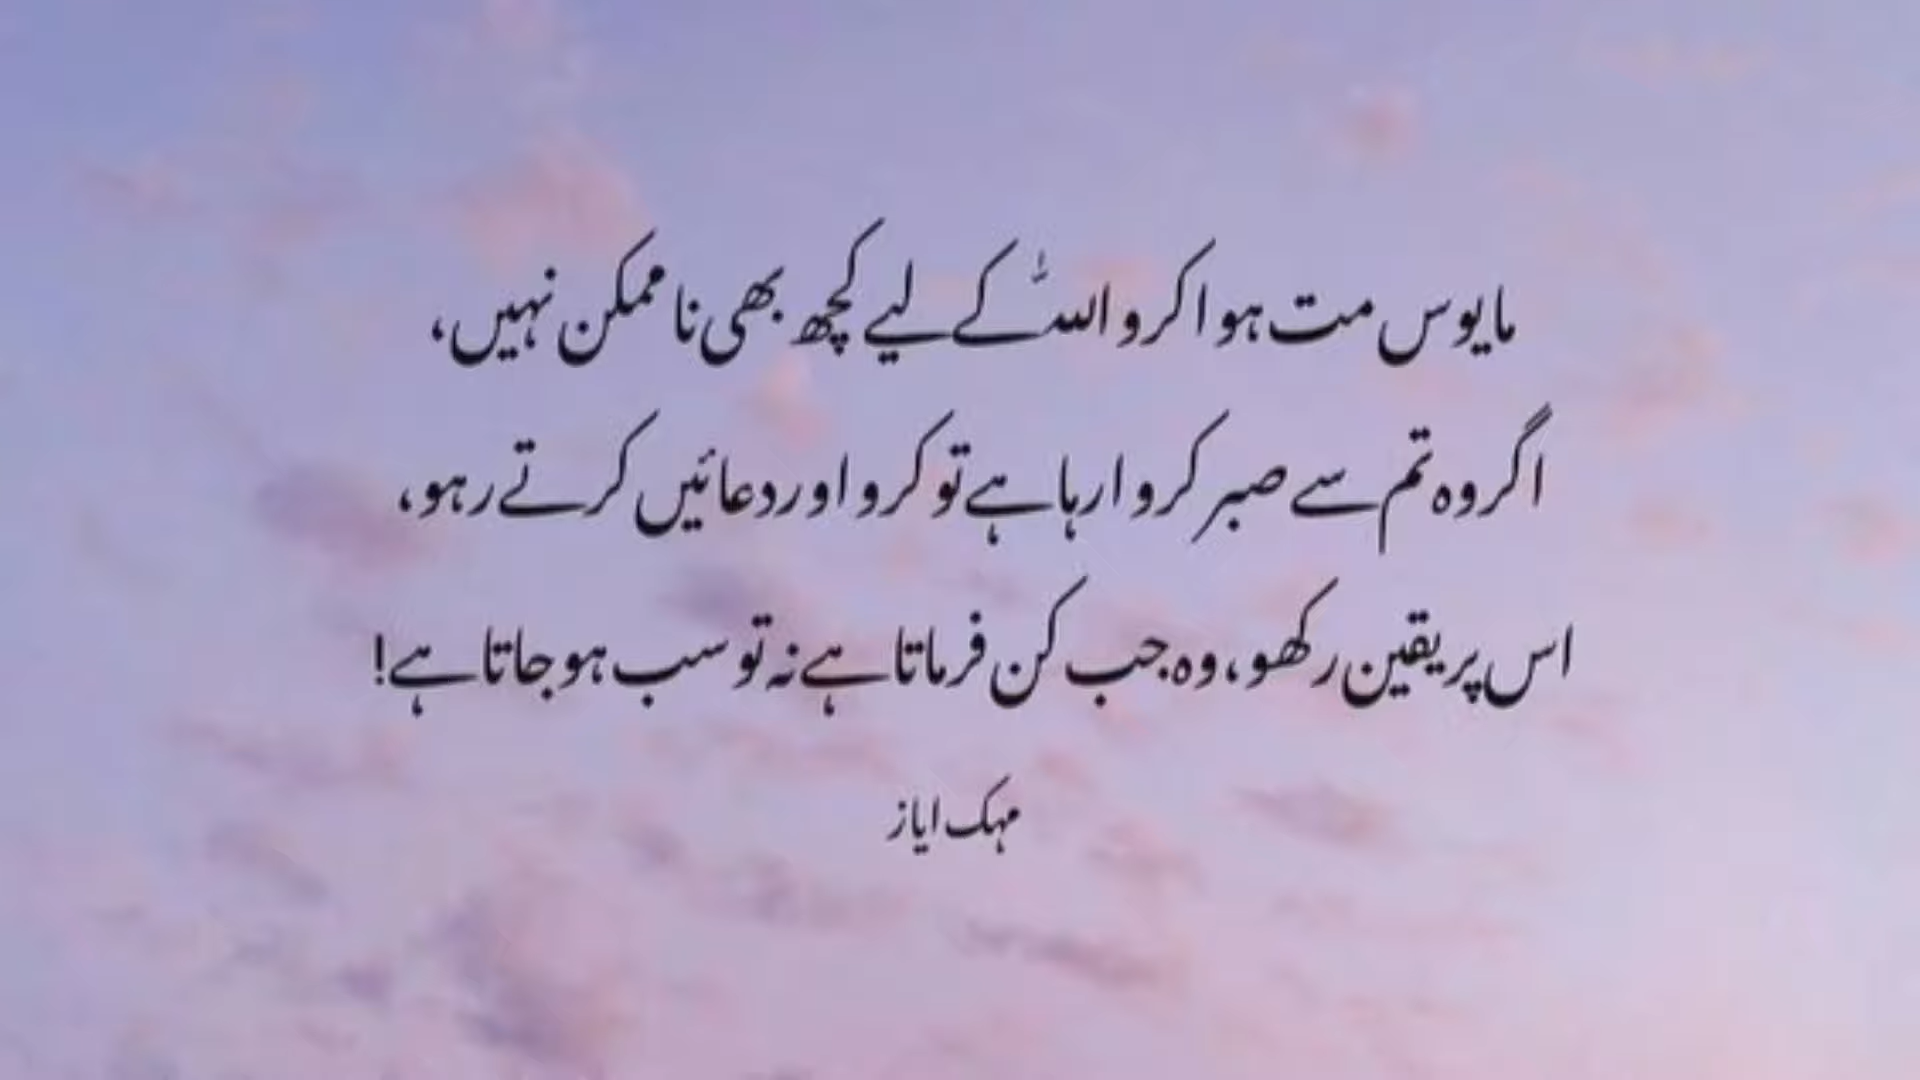 مایوس مت ہوا کرو اللہ کے لیے کچھ بھی نا ممکن نہیں،
اگر وہ تم سے صبر کروا رہا ہے تو کرو اور دعائیں کرتے رہو،
اس پر یقین رکھو، وہ جب کن فرماتا ہے نہ تو سب ہو جاتا ہے!
مہک ایاز